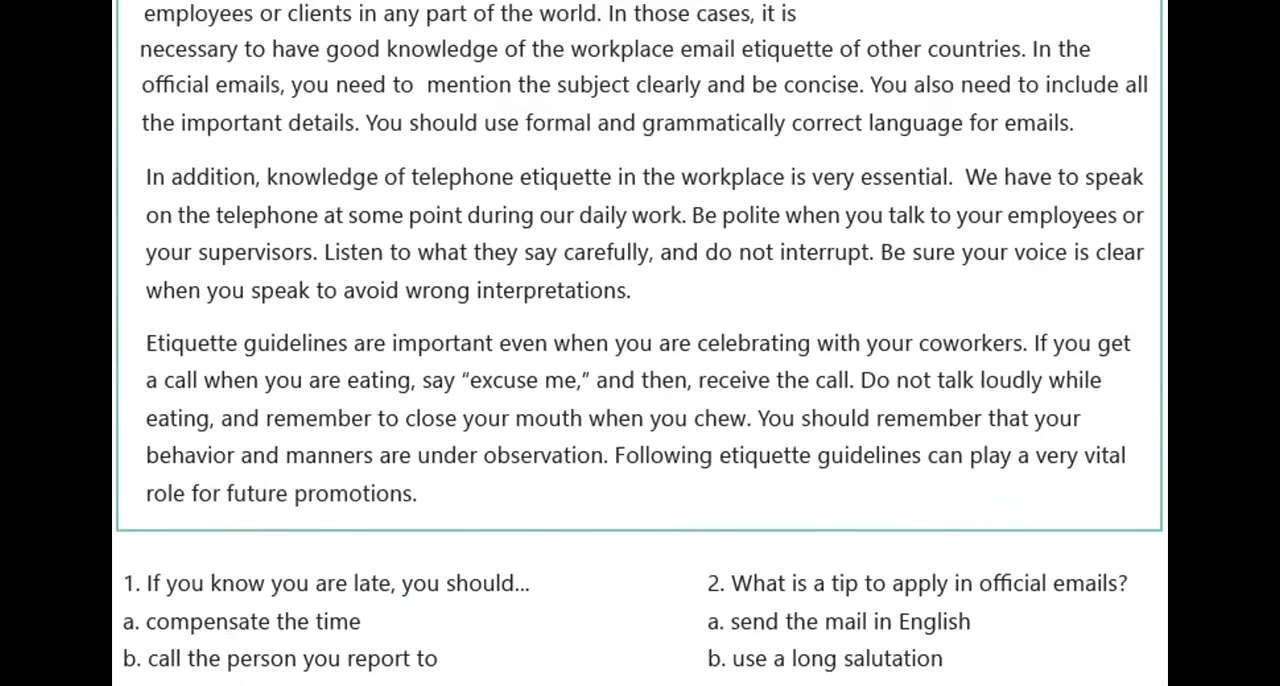 employees or clients in any part of the world. In those cases, it is
necessary to have good knowledge of the workplace email etiquette of other countries. In the
official emails, you need to  mention the subject clearly and be concise. You also need to include all
the important details. You should use formal and grammatically correct language for emails.
In addition, knowledge of telephone etiquette in the workplace is very essential.  We have to speak
on the telephone at some point during our daily work. Be polite when you talk to your employees or
your supervisors. Listen to what they say carefully, and do not interrupt. Be sure your voice is clear
when you speak to avoid wrong interpretations.
Etiquette guidelines are important even when you are celebrating with your coworkers. If you get
a call when you are eating, say “excuse me,” and then, receive the call. Do not talk loudly while
eating, and remember to close your mouth when you chew. You should remember that your
behavior and manners are under observation. Following etiquette guidelines can play a very vital
role for future promotions.
1. If you know you are late, you should...
a. compensate the time
b. call the person you report to
2. What is a tip to apply in official emails?
a. send the mail in English
b. use a long salutation